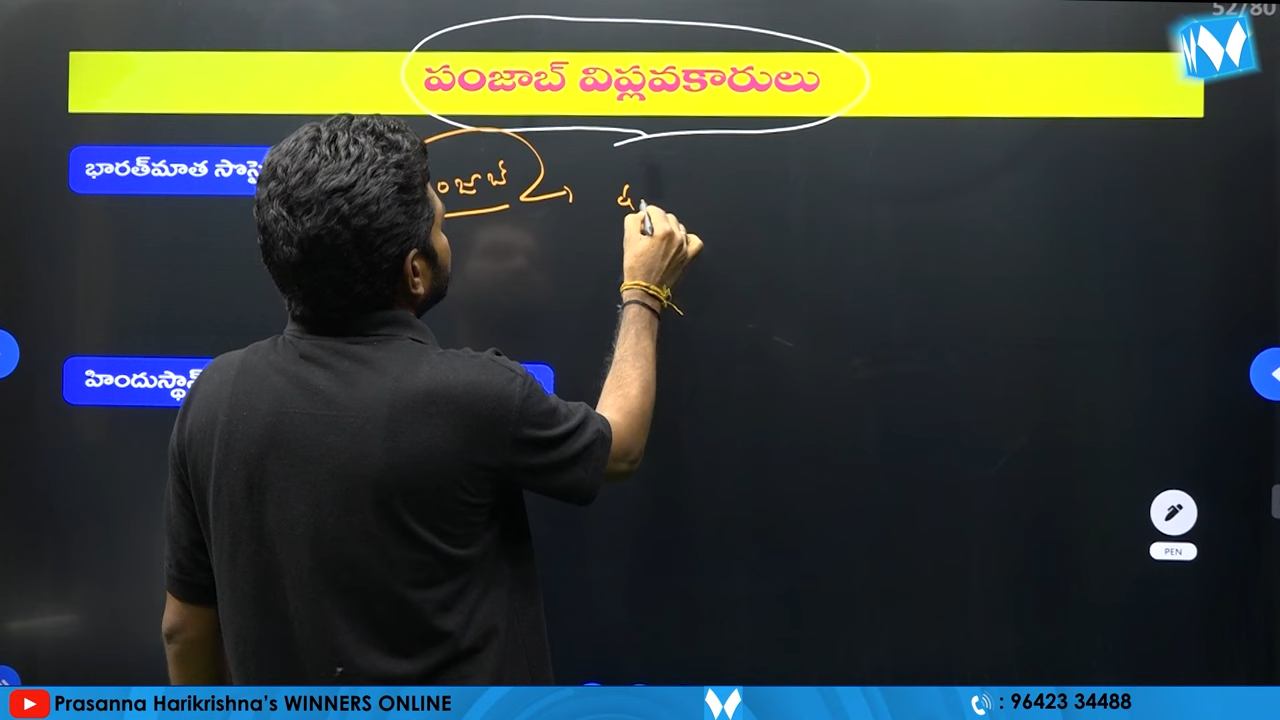 52/80
పంజాబ్ విప్లవకారులు
భారత్‌మాత
ంజాబ్
హిందుస్థాన్
PEN
Prasanna Harikrishna's WINNERS ONLINE
: 96423 34488